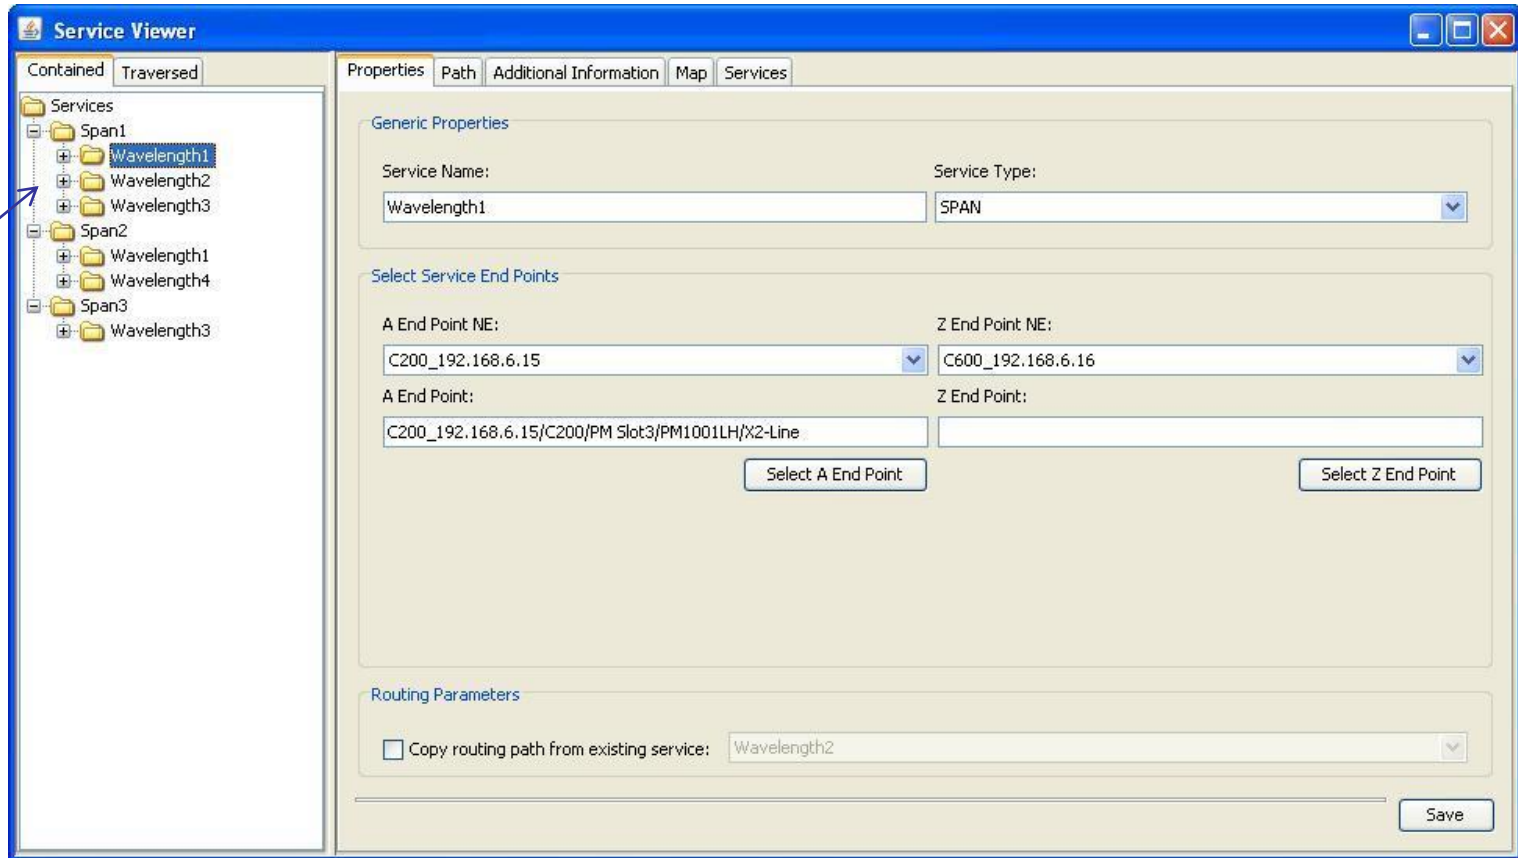 Service Viewer
Contained Traversed
Services
Span1
Wavelength1
Wavelength2
Wavelength3
Span2
Wavelength1
Wavelength4
Span3
Wavelength3
Properties Path Additional Information Map Services
Generic Properties
Service Name: Service Type:
Wavelength1 SPAN
Select Service End Points
A End Point NE: Z End Point NE:
C200_192.168.6.15 C600_192.168.6.16
A End Point: Z End Point:
C200_192.168.6.15/C200/PM Slot3/PM1001LH/X2-Line
Select A End Point Select Z End Point
Routing Parameters
Copy routing path from existing service: Wavelength2
Save